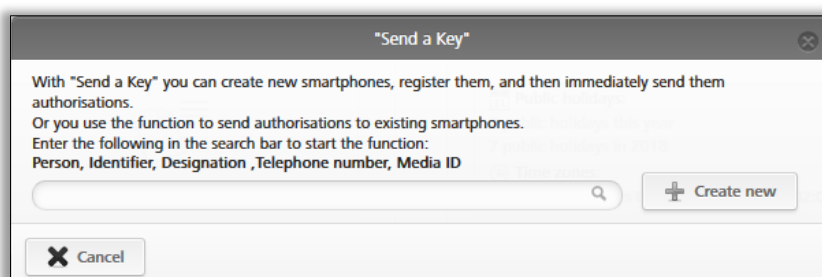 "Send a Key"
With "Send a Key" you can create new smartphones, register them, and then immediately send them
authorisations.
Or you use the function to send authorisations to existing smartphones.
Enter the following in the search bar to start the function:
Person, Identifier, Designation ,Telephone number, Media ID
Create new
Cancel